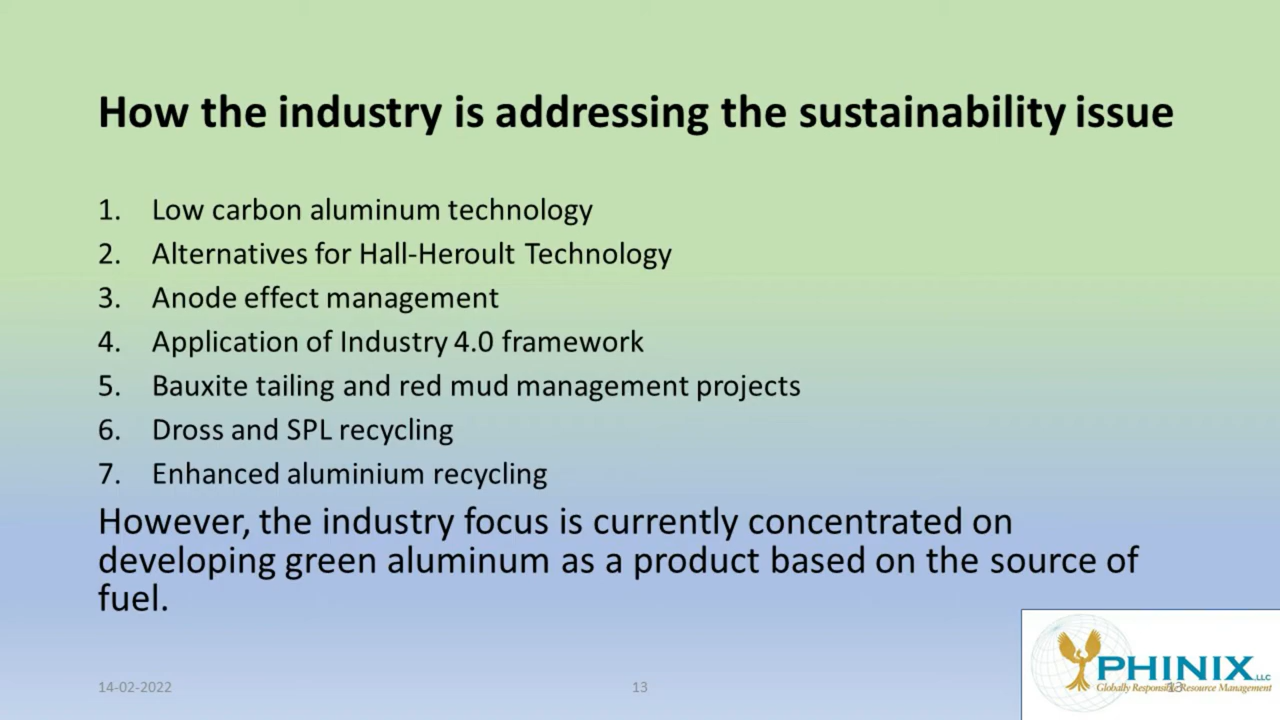 How the industry is addressing the sustainability issue
1. Low carbon aluminum technology
2. Alternatives for Hall-Heroult Technology
3. Anode effect management
4. Application of Industry 4.0 framework
5. Bauxite tailing and red mud management projects
6. Dross and SPL recycling
7. Enhanced aluminium recycling
However, the industry focus is currently concentrated on
developing green aluminum as a product based on the source of
fuel.
PHINIX, LLC
Globally Responsible Resource Management
14-02-2022
13
13